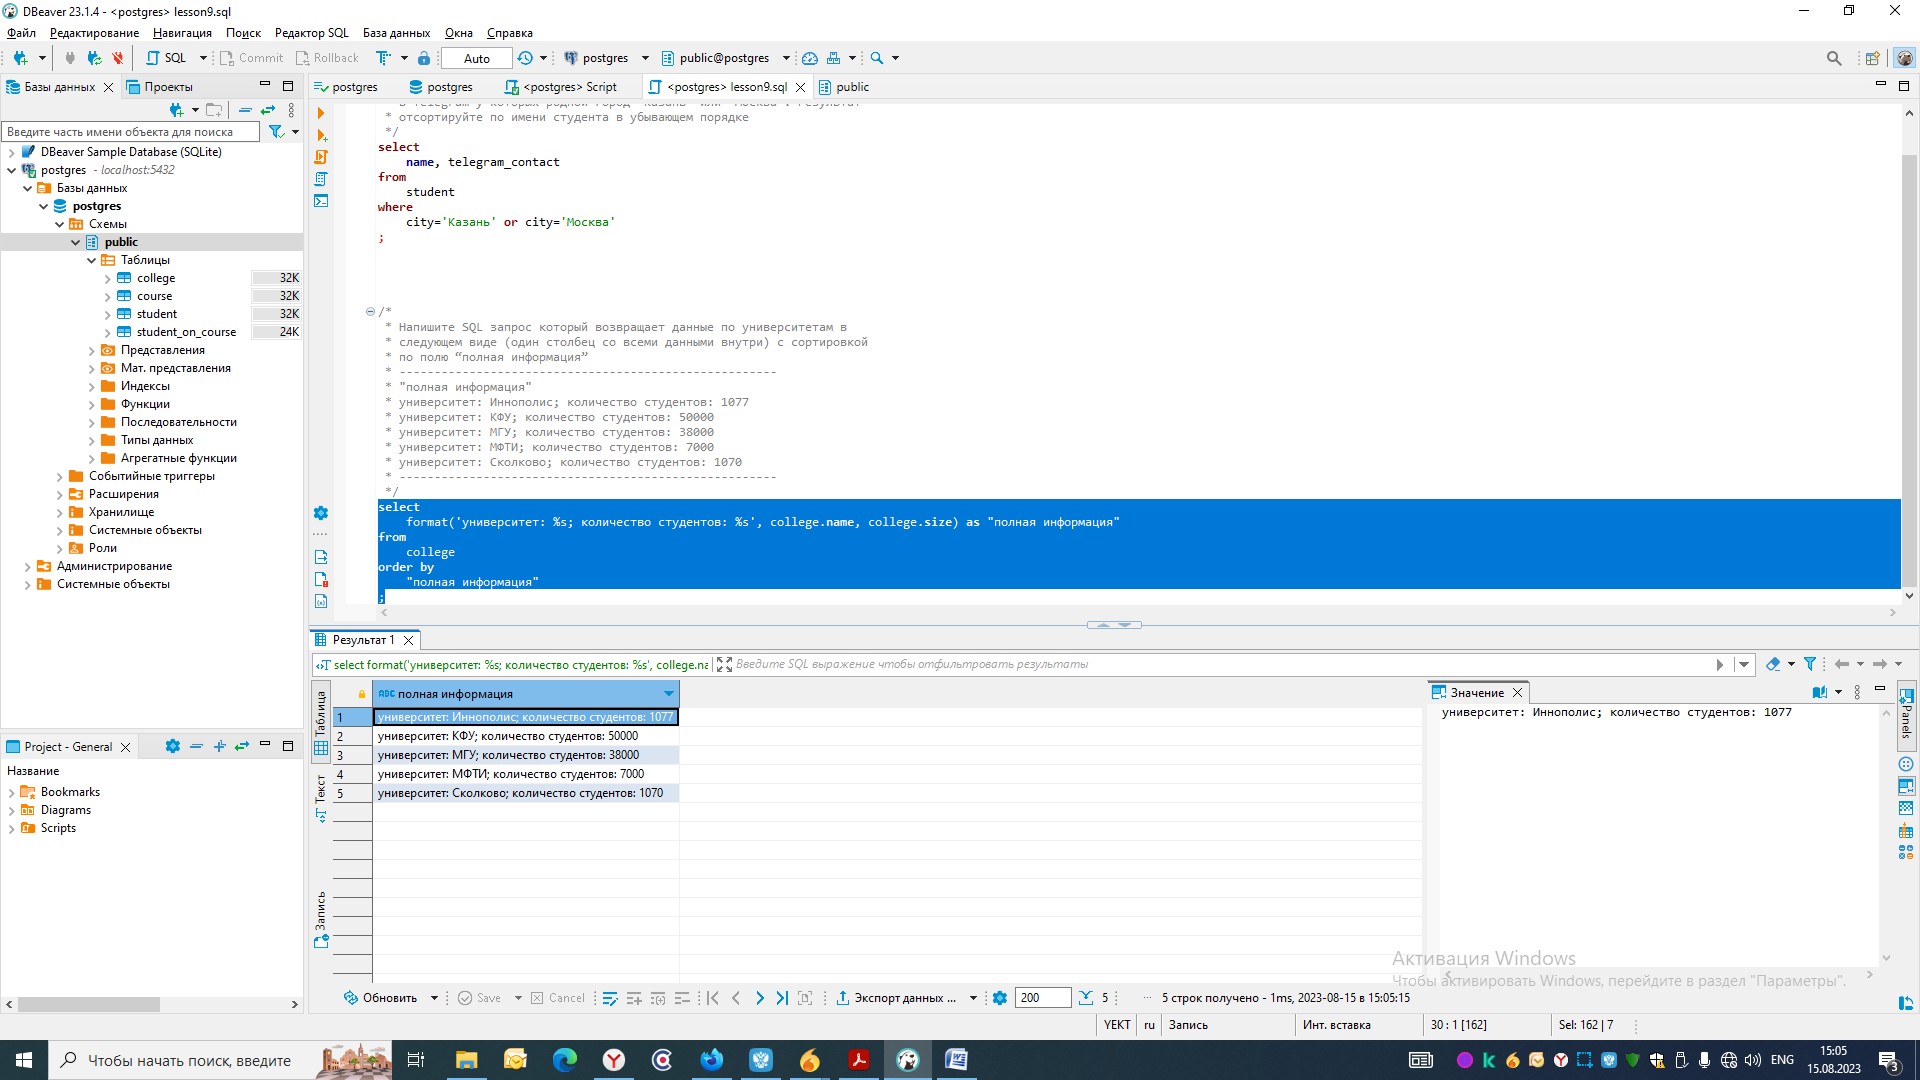 DBeaver 23.1.4 - <postgres> lesson9.sql
Файл Редактирование Навигация Поиск Редактор SQL База данных Окна Справка
SQL Commit Rollback Auto postgres public@postgres
Базы данных Проекты
Введите часть имени объекта для поиска
DBeaver Sample Database (SQLite)
postgres - localhost:5432
Базы данных
postgres
Схемы
public
Таблицы
college 32K
course 32K
student 32K
student_on_course 24K
Представления
Мат. представления
Индексы
Функции
Последовательности
Типы данных
Агрегатные функции
Событийные триггеры
Расширения
Хранилище
Системные объекты
Роли
Администрирование
Системные объекты
Project - General
Название
Bookmarks
Diagrams
Scripts
postgres postgres <postgres> Script <postgres> lesson9.sql public
* отсортируйте по имени студента в убывающем порядке
*/
select
name, telegram_contact
from
student
where
city='Казань' or city='Москва'
;
/*
* Напишите SQL запрос который возвращает данные по университетам в
* следующем виде (один столбец со всеми данными внутри) с сортировкой
* по полю “полная информация”
* ------------------------------------------------------
* "полная информация"
* университет: Иннополис; количество студентов: 1077
* университет: КФУ; количество студентов: 50000
* университет: МГУ; количество студентов: 38000
* университет: МФТИ; количество студентов: 7000
* университет: Сколково; количество студентов: 1070
* ------------------------------------------------------
*/
select
format('университет: %s; количество студентов: %s', college.name, college.size) as "полная информация"
from
college
order by
"полная информация"
;
Результат 1
select format('университет: %s; количество студентов: %s', college.na
Введите SQL выражение чтобы отфильтровать результаты
Таблица
Текст
Запись
ABC полная информация
1 университет: Иннополис; количество студентов: 1077
2 университет: КФУ; количество студентов: 50000
3 университет: МГУ; количество студентов: 38000
4 университет: МФТИ; количество студентов: 7000
5 университет: Сколково; количество студентов: 1070
Значение
университет: Иннополис; количество студентов: 1077
Panels
Активация Windows
Чтобы активировать Windows, перейдите в раздел "Параметры".
Обновить Save Cancel Экспорт данных ... 200 5 5 строк получено - 1ms, 2023-08-15 в 15:05:15
YEKT ru Запись Инт. вставка 30 : 1 [162] Sel: 162 | 7
Чтобы начать поиск, введите
ENG
15:05
15.08.2023
3